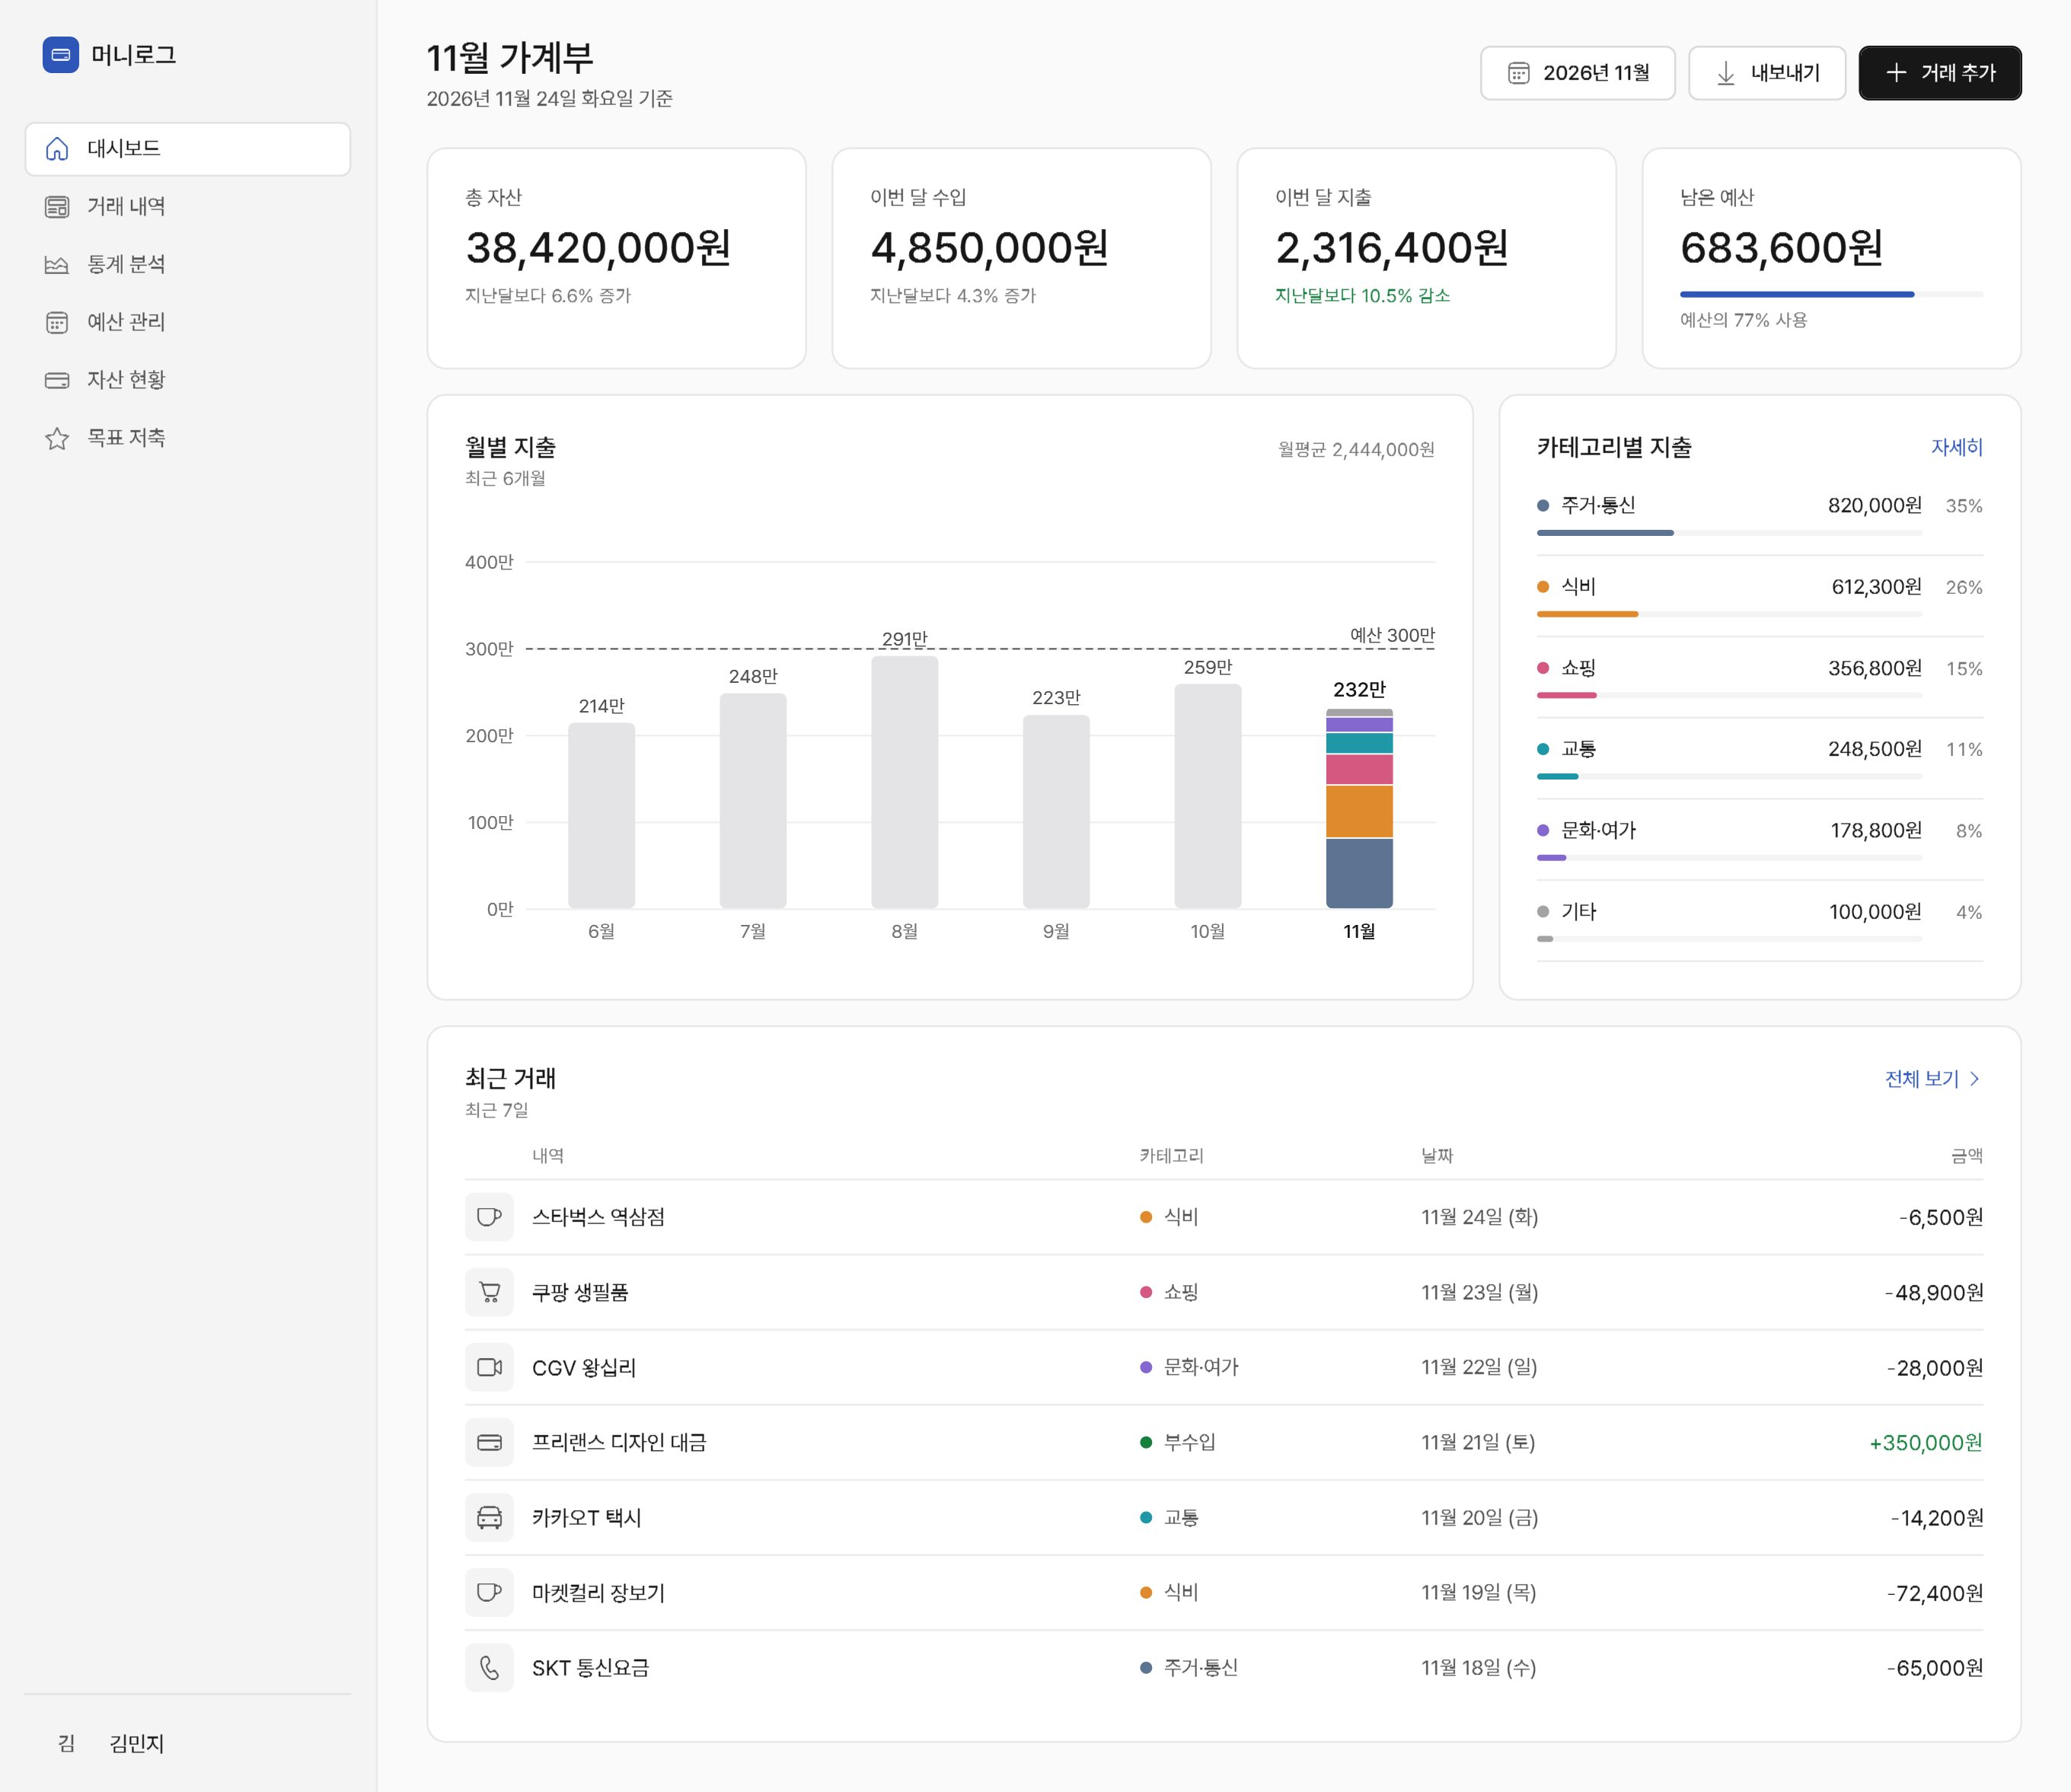 머니로그
대시보드
거래 내역
통계 분석
예산 관리
자산 현황
목표 저축
김 김민지
11월 가계부
2026년 11월 24일 화요일 기준
2026년 11월
내보내기
거래 추가
총 자산
38,420,000원
지난달보다 6.6% 증가
이번 달 수입
4,850,000원
지난달보다 4.3% 증가
이번 달 지출
2,316,400원
지난달보다 10.5% 감소
남은 예산
683,600원
예산의 77% 사용
월별 지출
최근 6개월
월평균 2,444,000원
400만
300만
200만
100만
0만
예산 300만
214만
248만
291만
223만
259만
232만
6월
7월
8월
9월
10월
11월
카테고리별 지출
자세히
주거·통신 820,000원 35%
식비 612,300원 26%
쇼핑 356,800원 15%
교통 248,500원 11%
문화·여가 178,800원 8%
기타 100,000원 4%
최근 거래
최근 7일
전체 보기
내역 카테고리 날짜 금액
스타벅스 역삼점 식비 11월 24일 (화) -6,500원
쿠팡 생필품 쇼핑 11월 23일 (월) -48,900원
CGV 왕십리 문화·여가 11월 22일 (일) -28,000원
프리랜스 디자인 대금 부수입 11월 21일 (토) +350,000원
카카오T 택시 교통 11월 20일 (금) -14,200원
마켓컬리 장보기 식비 11월 19일 (목) -72,400원
SKT 통신요금 주거·통신 11월 18일 (수) -65,000원